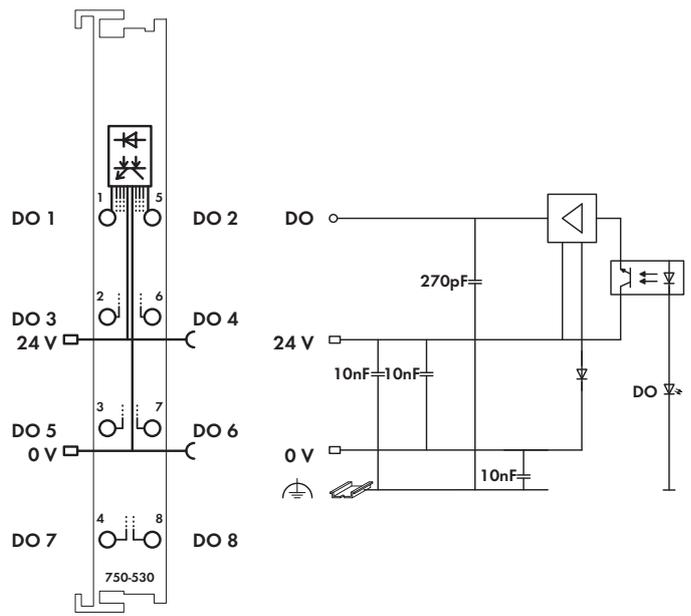 1 5
DO 1 DO 2
2 6
DO 3 DO 4
24 V
3 7
DO 5 DO 6
0 V
4 8
DO 7 DO 8
750-530
DO
270pF
24 V
10nF 10nF
DO
0 V
10nF